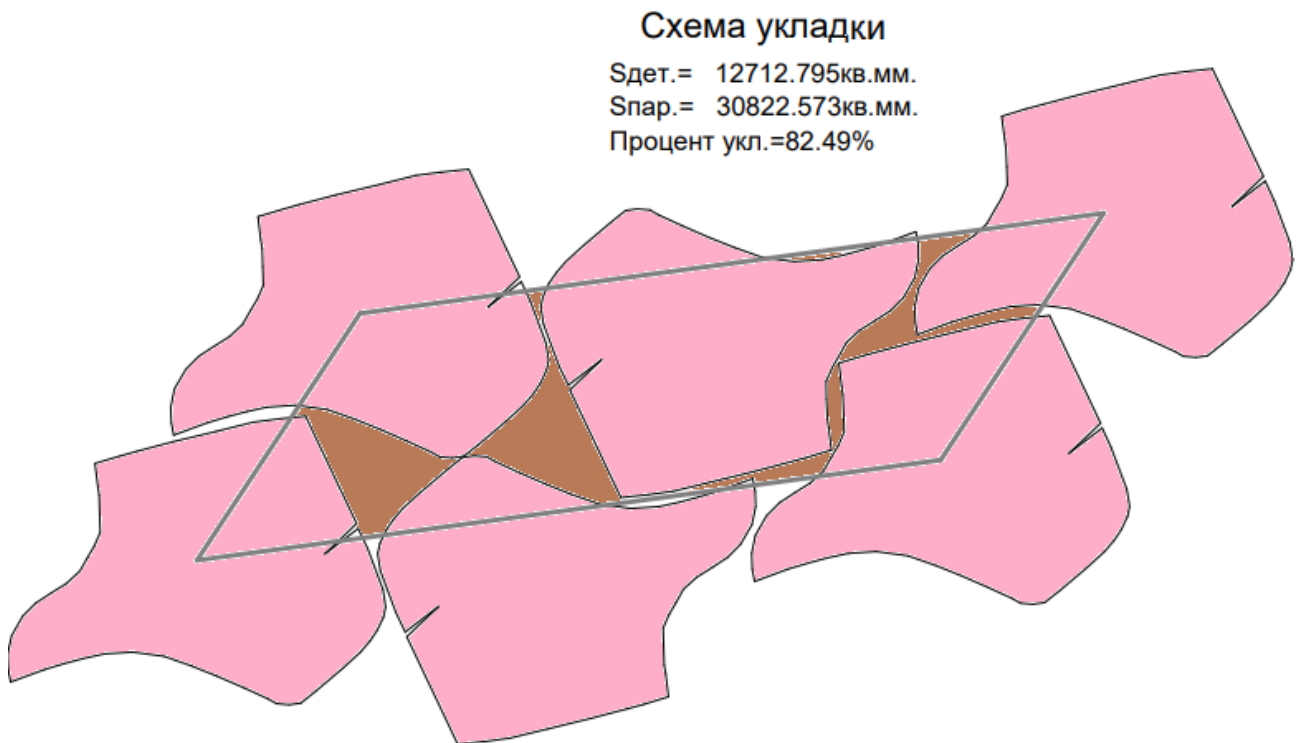 Схема укладки
Sдет.= 12712.795кв.мм.
Sпар.= 30822.573кв.мм.
Процент укл.=82.49%